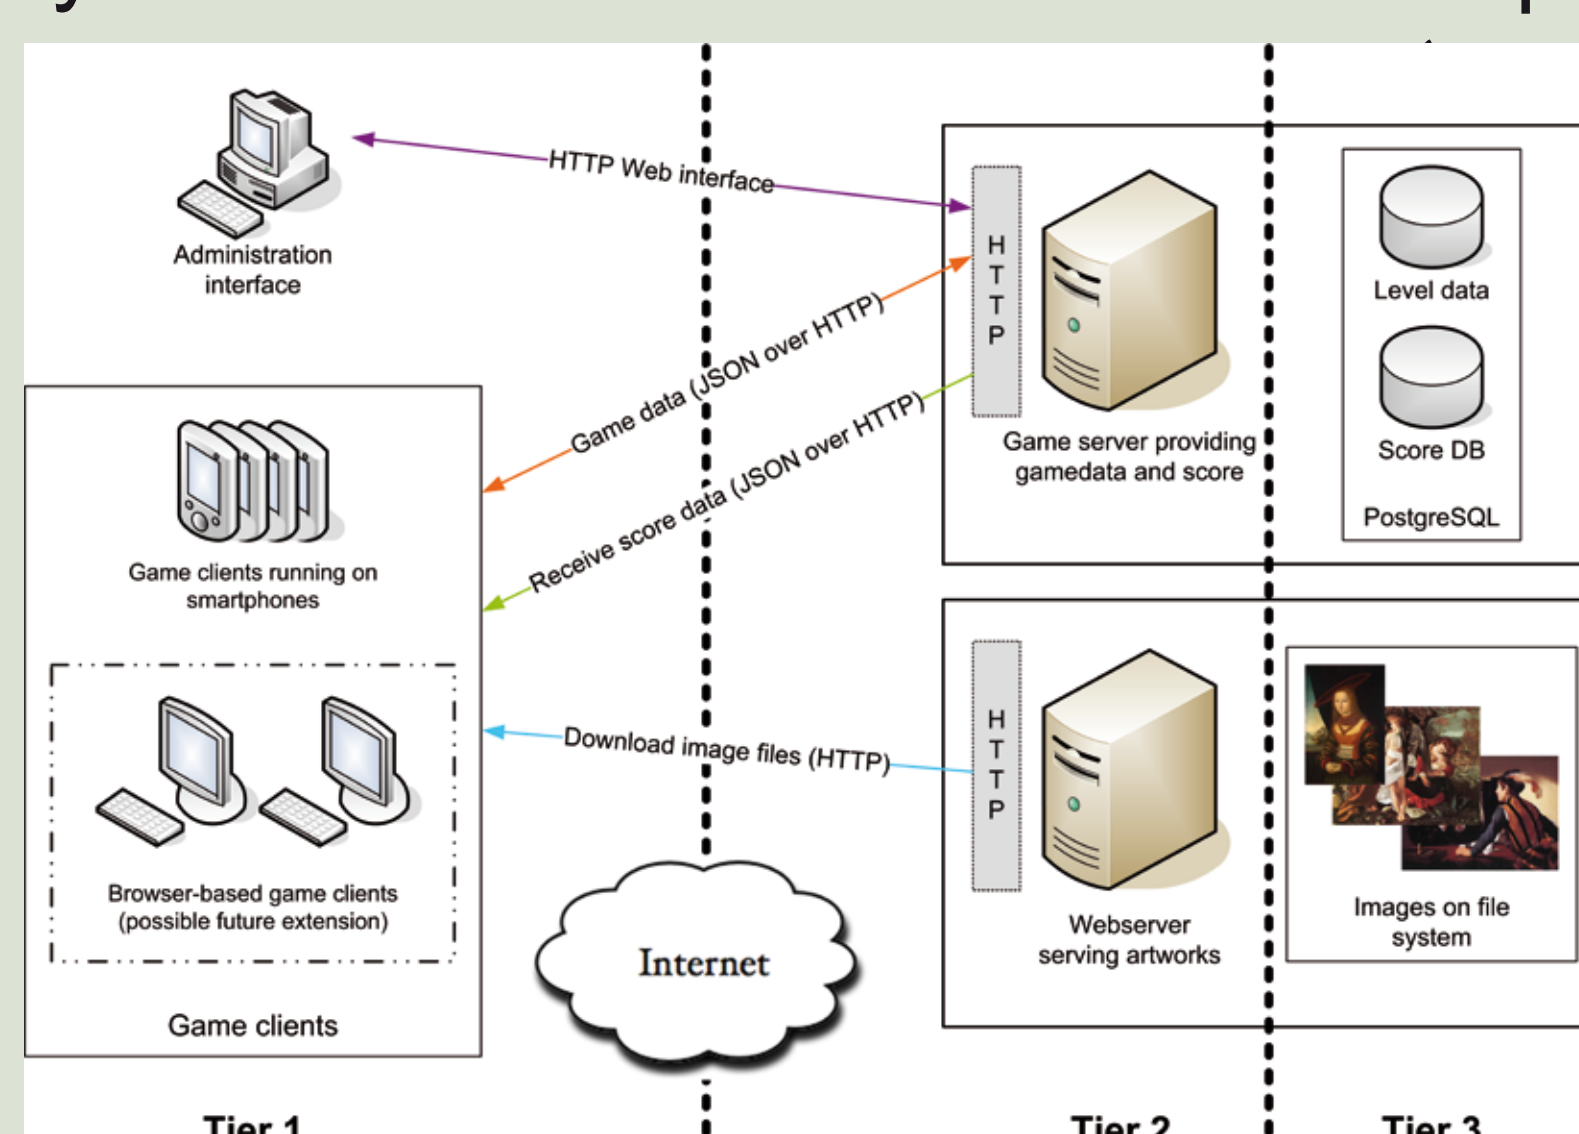 HTTP Web interface
Administration
interface
H
T
T
P
Level data
Game data (JSON over HTTP)
Score DB
Game server providing
gamedata and score
PostgreSQL
Receive score data (JSON over HTTP)
Game clients running on
smartphones
Download image files (HTTP)
H
T
T
P
Browser-based game clients
(possible future extension)
Images on file
system
Webserver
serving artworks
Internet
Game clients
Tier 1
Tier 2
Tier 3